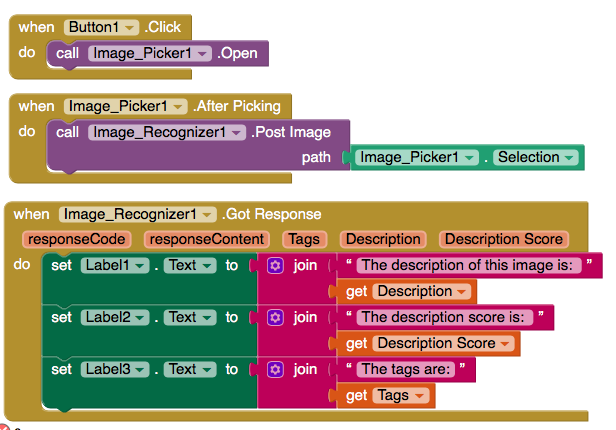 when Button1 .Click
do call Image_Picker1 .Open
when Image_Picker1 .After Picking
do call Image_Recognizer1 .Post Image
path Image_Picker1 . Selection
when Image_Recognizer1 .Got Response
responseCode responseContent Tags Description Description Score
do set Label1 . Text to join “ The description of this image is: ”
get Description
set Label2 . Text to join “ The description score is: ”
get Description Score
set Label3 . Text to join “ The tags are: ”
get Tags